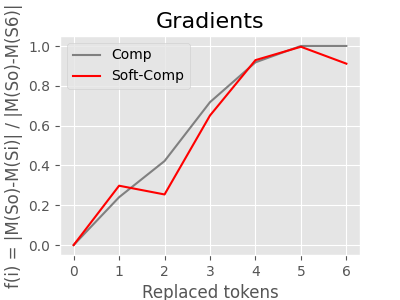 Gradients
f(i) = |M(So)-M(Si)| / |M(So)-M(S6)|
1.0
0.8
0.6
0.4
0.2
0.0
Comp
Soft-Comp
0 1 2 3 4 5 6
Replaced tokens